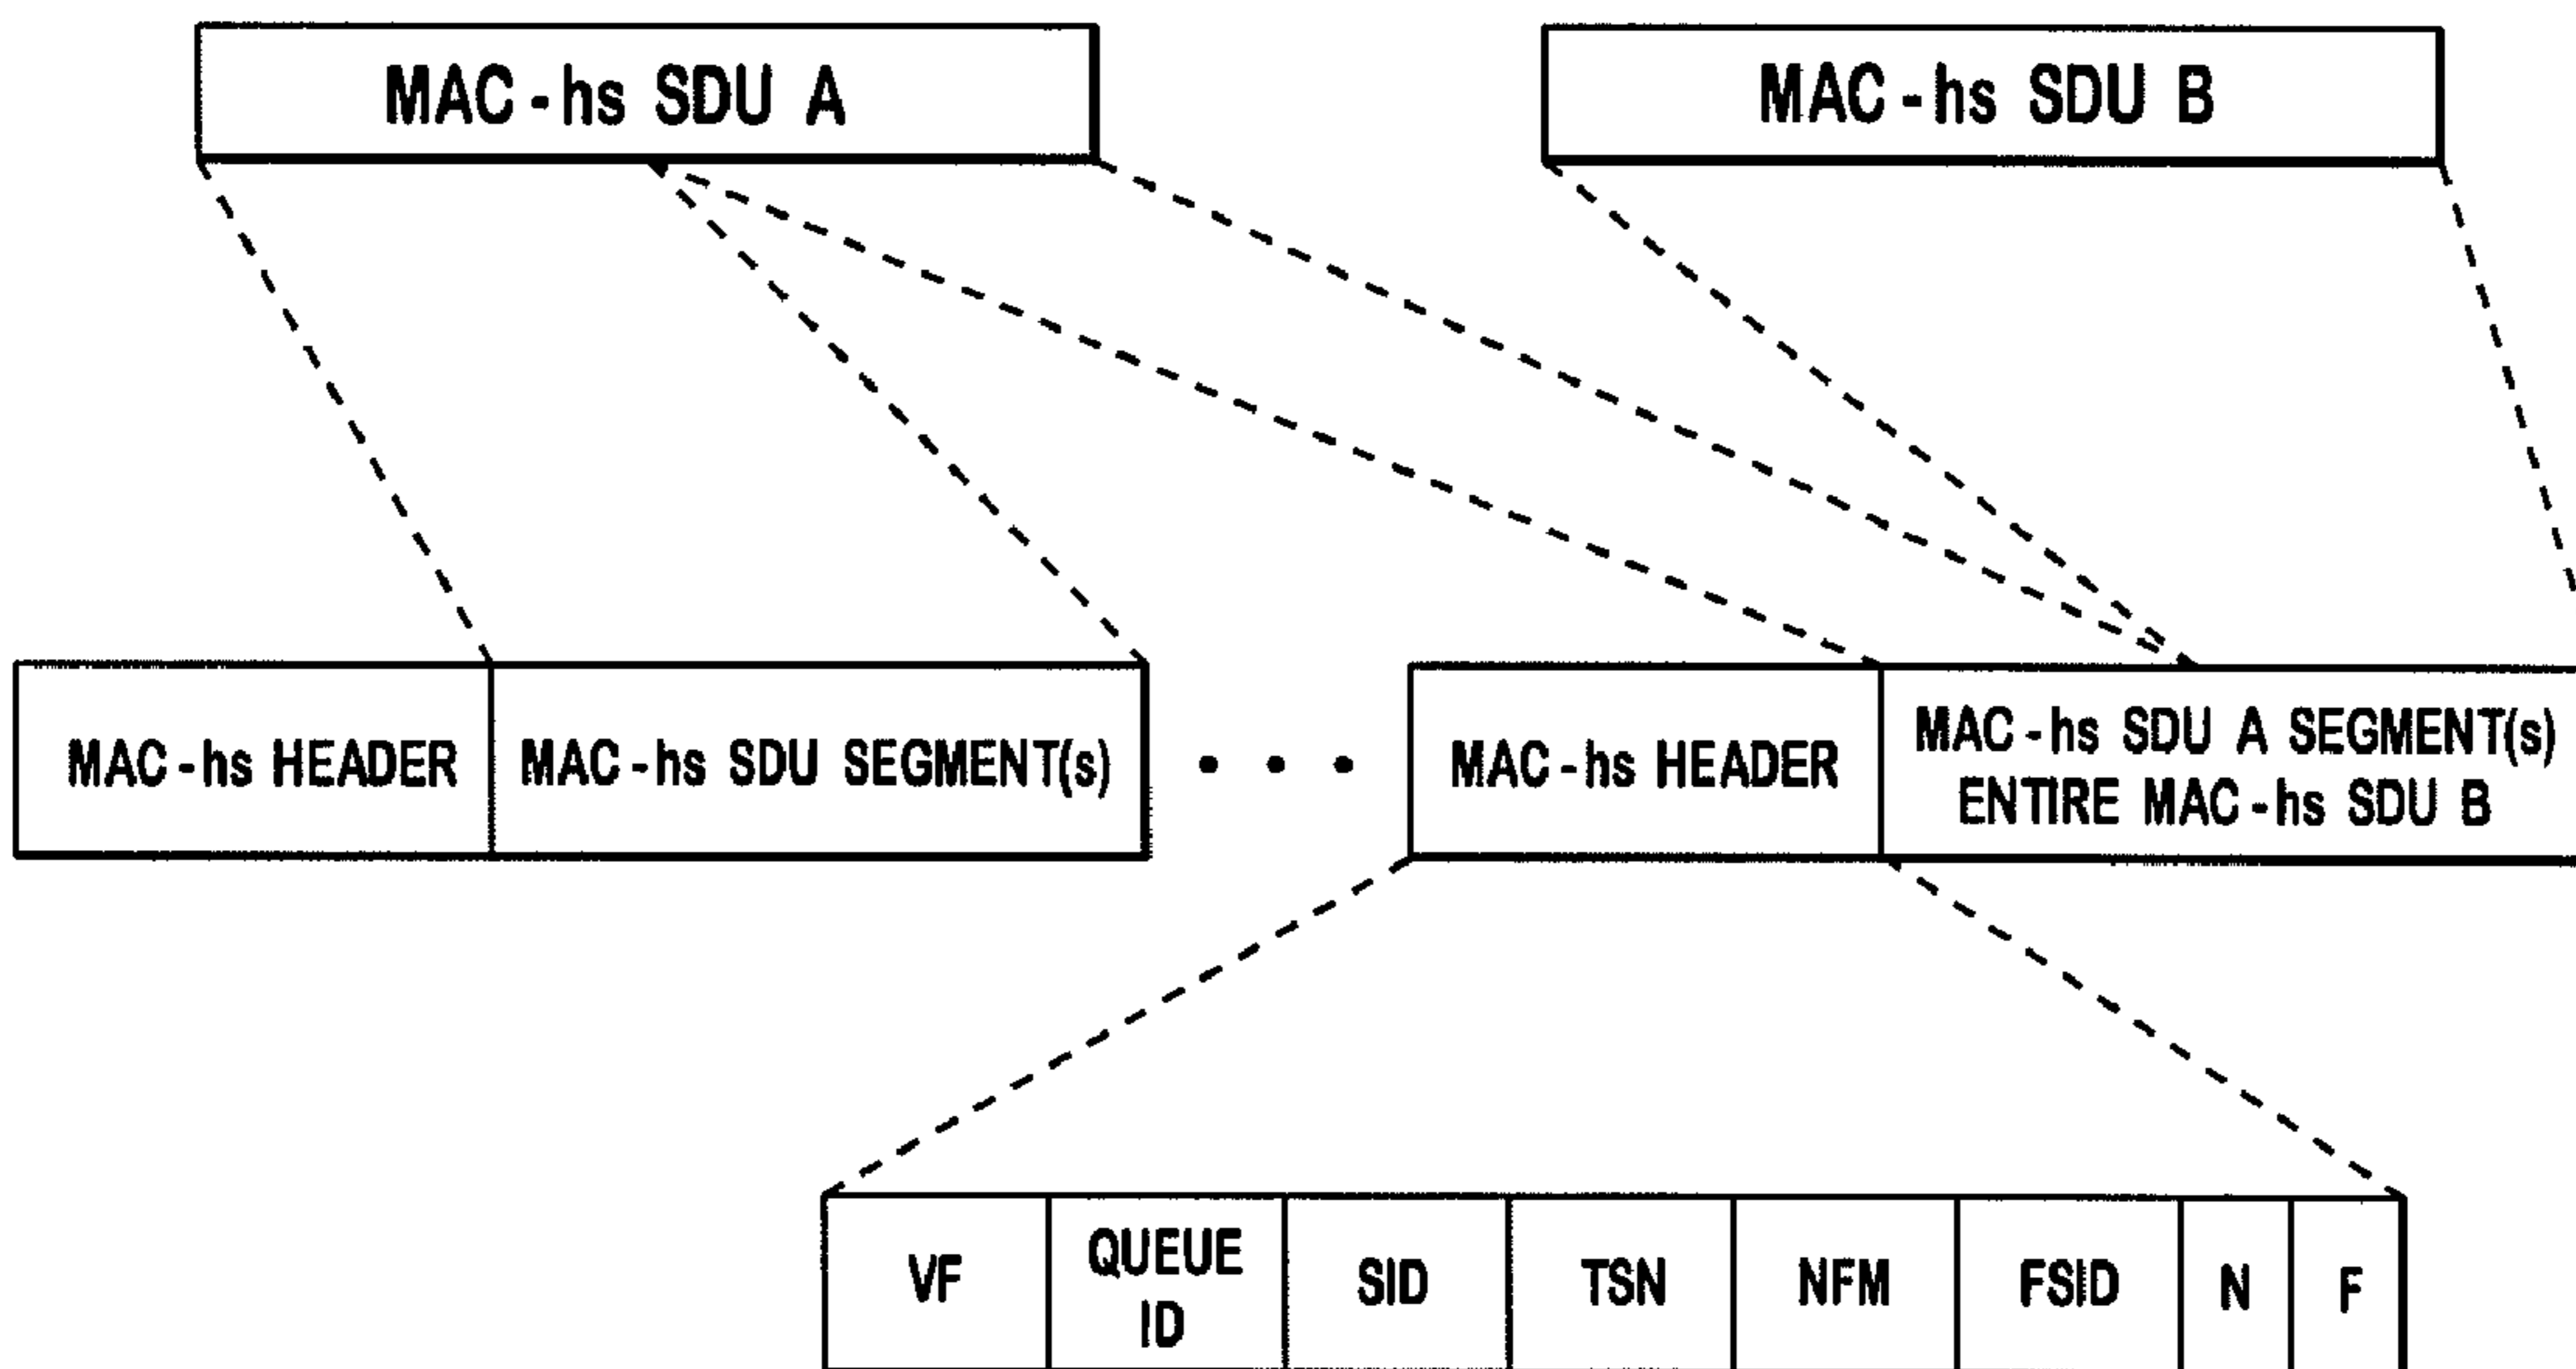 MAC-hs SDU A
MAC-hs SDU B
MAC-hs HEADER
MAC-hs SDU SEGMENT(s)
• • •
MAC-hs HEADER
MAC-hs SDU A SEGMENT(s)
ENTIRE MAC-hs SDU B
VF
QUEUE
ID
SID
TSN
NFM
FSID
N
F